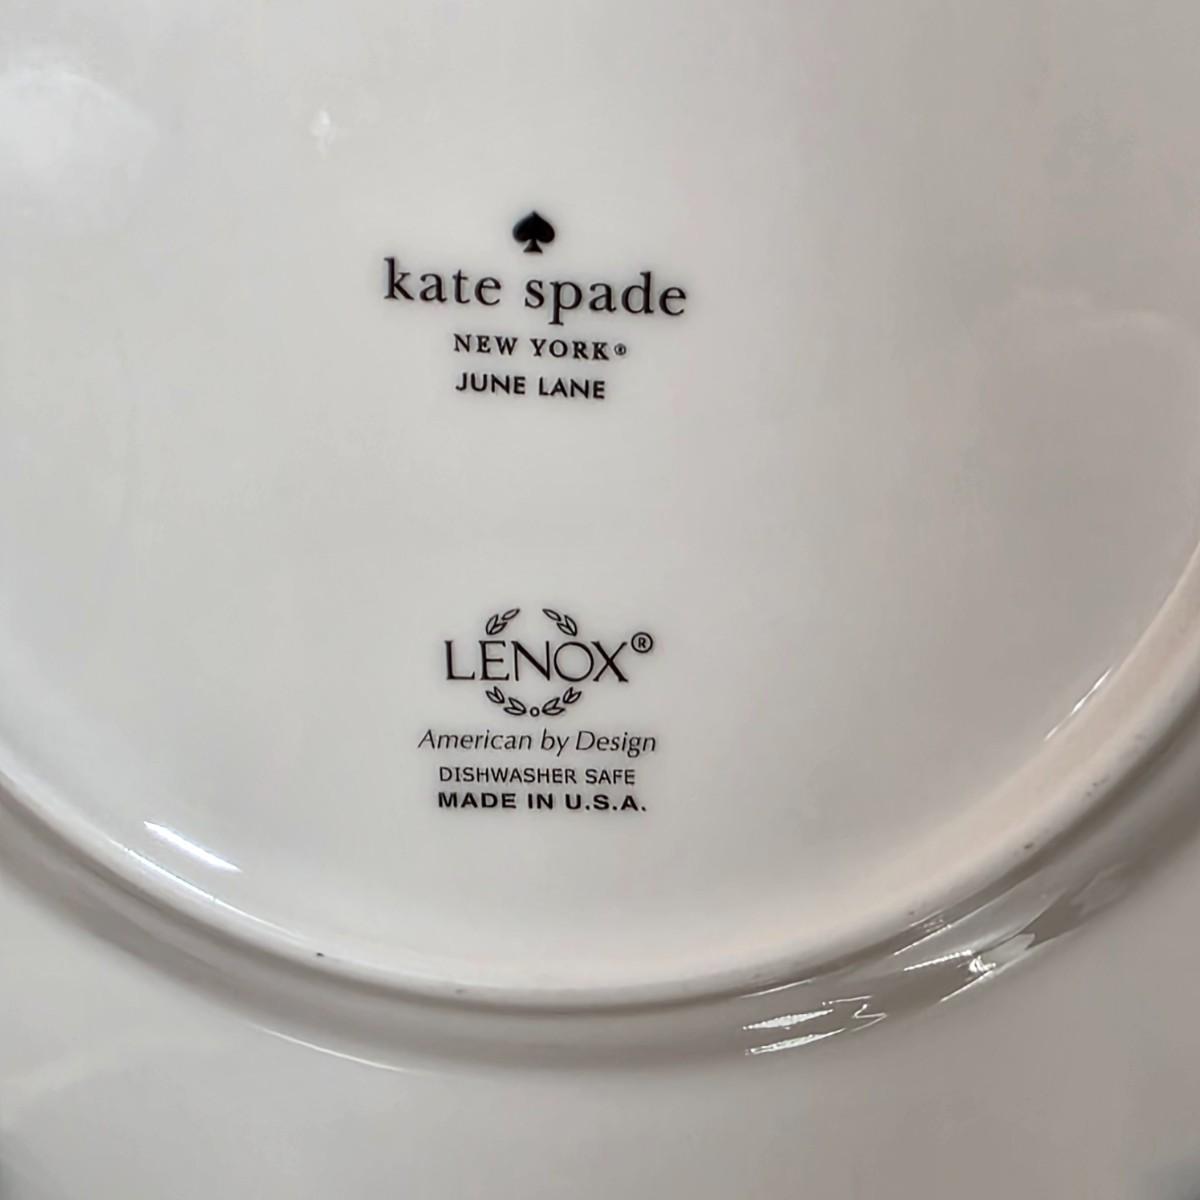 kate spade
NEW YORK®
JUNE LANE
LENOX®
American by Design
DISHWASHER SAFE
MADE IN U.S.A.